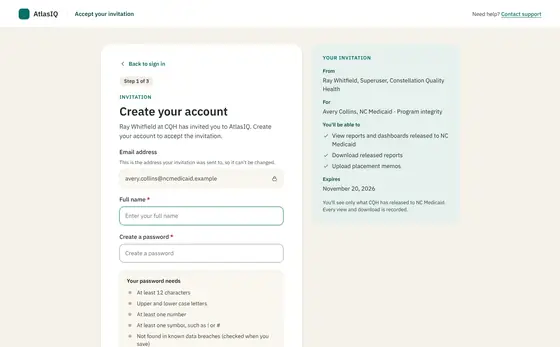 AtlasIQ
Accept your invitation
Need help? Contact support
Back to sign in
Step 1 of 3
INVITATION
Create your account
Ray Whitfield at CQH has invited you to AtlasIQ. Create
your account to accept the invitation.
Email address
This is the address your invitation was sent to, so it can't be changed.
avery.collins@ncmedicaid.example
Full name *
Enter your full name
Create a password *
Create a password
Your password needs
At least 12 characters
Upper and lower case letters
At least one number
At least one symbol, such as ! or #
Not found in known data breaches (checked when you
save)
YOUR INVITATION
From
Ray Whitfield, Superuser, Constellation Quality
Health
For
Avery Collins, NC Medicaid · Program integrity
You'll be able to
View reports and dashboards released to NC
Medicaid
Download released reports
Upload placement memos
Expires
November 20, 2026
You'll see only what CQH has released to NC Medicaid.
Every view and download is recorded.